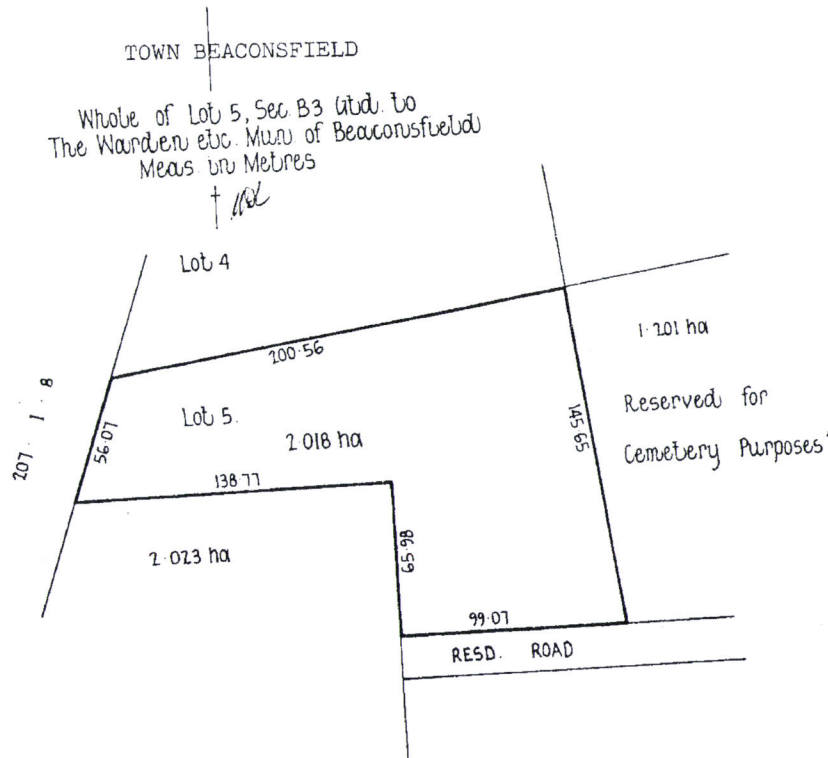 TOWN BEACONSFIELD
Whole of Lot 5, Sec. B3 Gtd. to
The Warden etc. Mun. of Beaconsfield
Meas. in Metres
Lot 4
200·56
1·201 ha
207 · 1 · 8
56·07
Lot 5.
2·018 ha
145·65
Reserved for
Cemetery Purposes
138·77
2·023 ha
65·98
99·07
RESD. ROAD